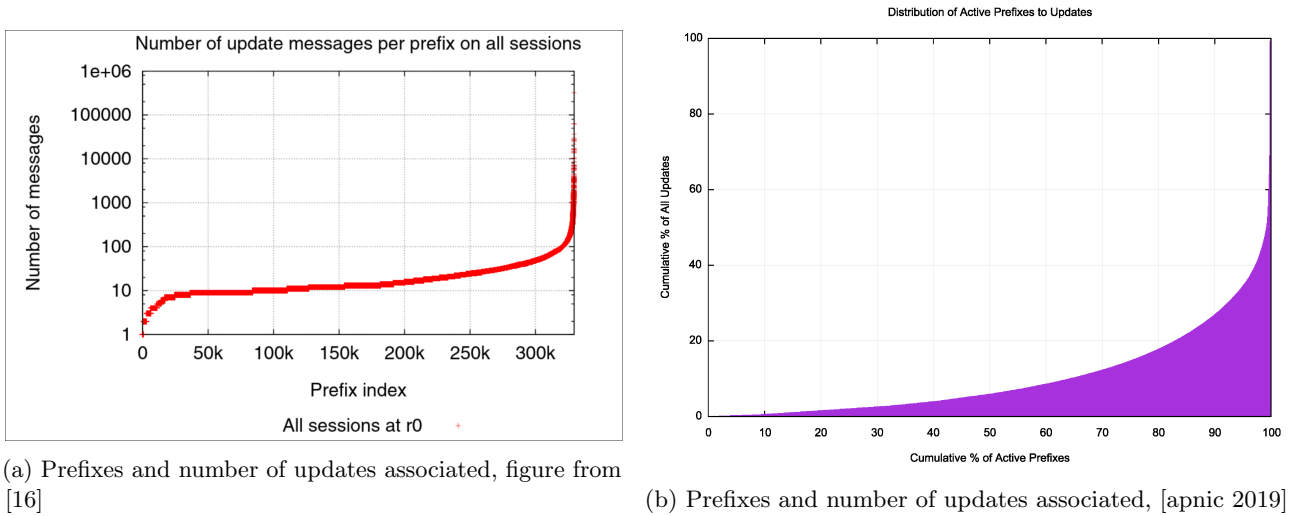 Number of update messages per prefix on all sessions
Number of messages
1e+06
100000
10000
1000
100
10
1
0 50k 100k 150k 200k 250k 300k
Prefix index
All sessions at r0
(a) Prefixes and number of updates associated, figure from
[16]
Distribution of Active Prefixes to Updates
Cumulative % of All Updates
100
80
60
40
20
0
0 10 20 30 40 50 60 70 80 90 100
Cumulative % of Active Prefixes
(b) Prefixes and number of updates associated, [apnic 2019]